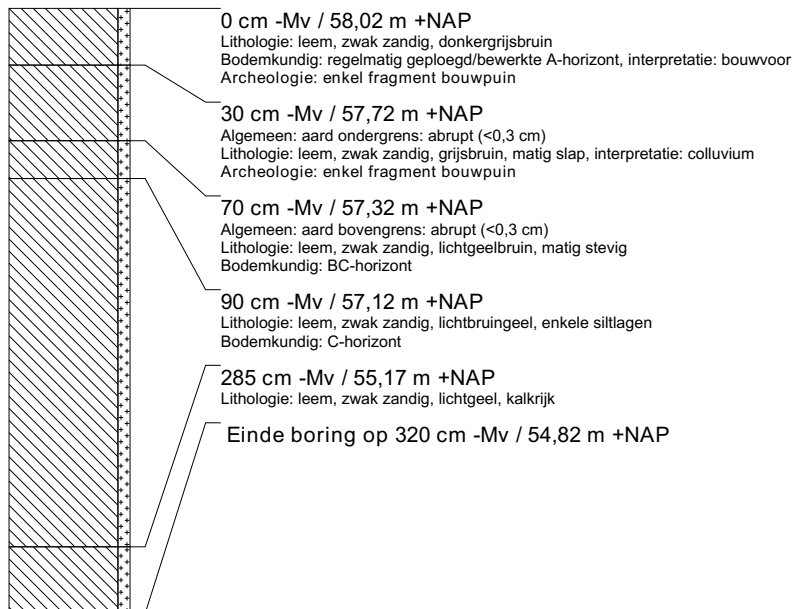 0 cm -Mv / 58,02 m +NAP
Lithologie: leem, zwak zandig, donkergrijsbruin
Bodemkundig: regelmatig geploegd/bewerkte A-horizont, interpretatie: bouwvoor
Archeologie: enkel fragment bouwpuin
30 cm -Mv / 57,72 m +NAP
Algemeen: aard ondergrens: abrupt (<0,3 cm)
Lithologie: leem, zwak zandig, grijsbruin, matig slap, interpretatie: colluvium
Archeologie: enkel fragment bouwpuin
70 cm -Mv / 57,32 m +NAP
Algemeen: aard bovengrens: abrupt (<0,3 cm)
Lithologie: leem, zwak zandig, lichtgeelbruin, matig stevig
Bodemkundig: BC-horizont
90 cm -Mv / 57,12 m +NAP
Lithologie: leem, zwak zandig, lichtbruingeel, enkele siltlagen
Bodemkundig: C-horizont
285 cm -Mv / 55,17 m +NAP
Lithologie: leem, zwak zandig, lichtgeel, kalkrijk
Einde boring op 320 cm -Mv / 54,82 m +NAP